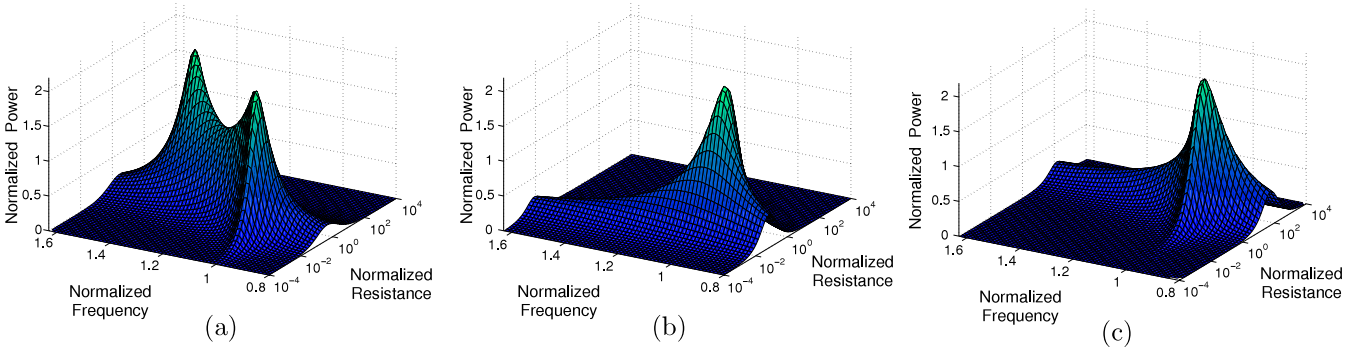 Normalized Power
2
1.5
1
0.5
0
1.6
1.4
1.2
1
0.8
10^-4
10^-2
10^0
10^2
10^4
Normalized
Frequency
Normalized
Resistance
(a)
Normalized Power
2
1.5
1
0.5
0
1.6
1.4
1.2
1
0.8
10^-4
10^-2
10^0
10^2
10^4
Normalized
Frequency
Normalized
Resistance
(b)
Normalized Power
2
1.5
1
0.5
0
1.6
1.4
1.2
1
0.8
10^-4
10^-2
10^0
10^2
10^4
Normalized
Frequency
Normalized
Resistance
(c)